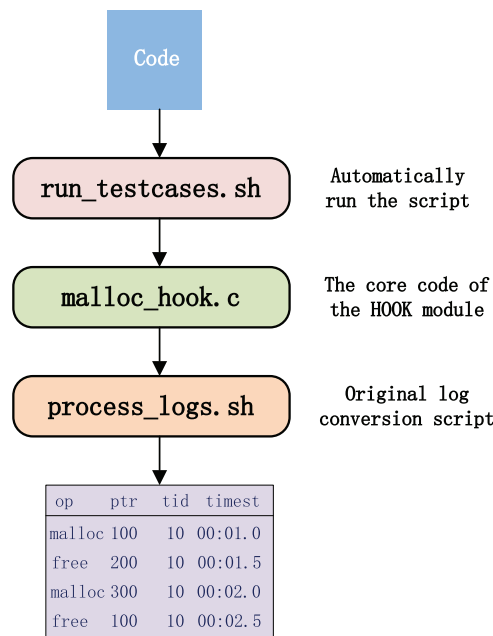 Code
run_testcases.sh
Automatically
run the script
malloc_hook.c
The core code of
the HOOK module
process_logs.sh
Original log
conversion script
op ptr tid timest
malloc 100 10 00:01.0
free 200 10 00:01.5
malloc 300 10 00:02.0
free 100 10 00:02.5